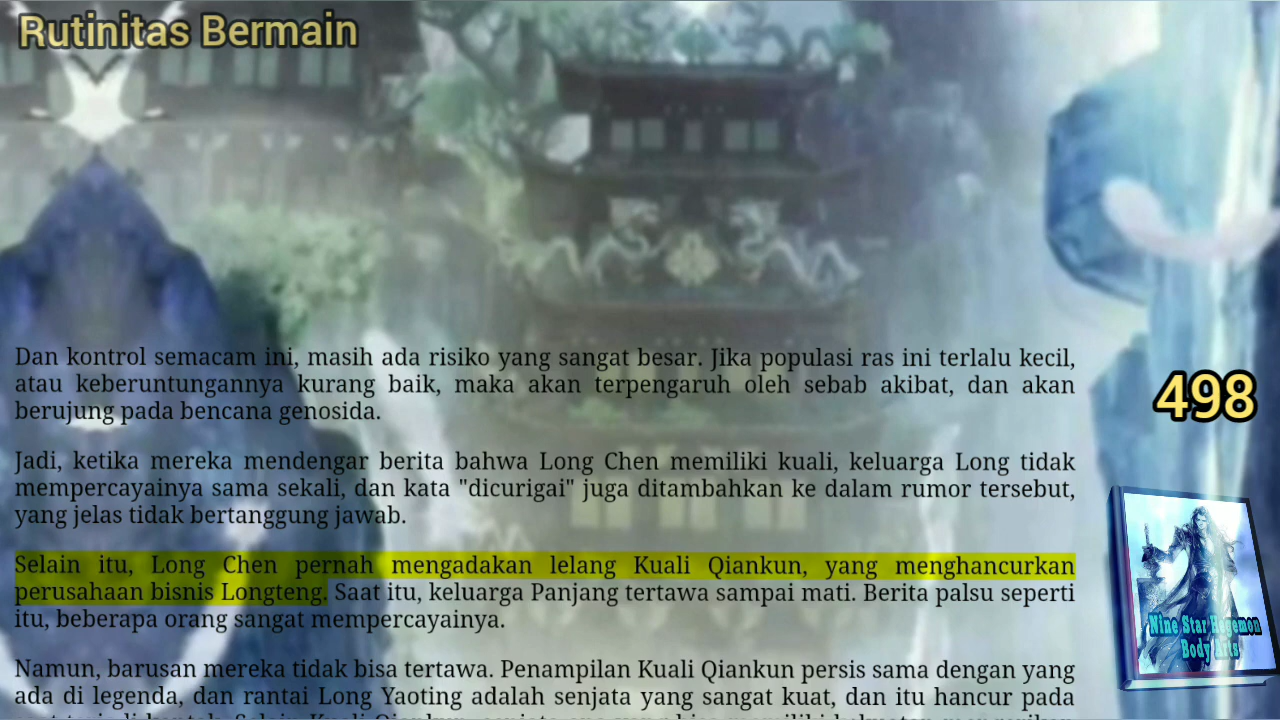 Rutinitas Bermain
Dan kontrol semacam ini, masih ada risiko yang sangat besar. Jika populasi ras ini terlalu kecil,
atau keberuntungannya kurang baik, maka akan terpengaruh oleh sebab akibat, dan akan
berujung pada bencana genosida.
498
Jadi, ketika mereka mendengar berita bahwa Long Chen memiliki kuali, keluarga Long tidak
mempercayainya sama sekali, dan kata "dicurigai" juga ditambahkan ke dalam rumor tersebut,
yang jelas tidak bertanggung jawab.
Selain itu, Long Chen pernah mengadakan lelang Kuali Qiankun, yang menghancurkan
perusahaan bisnis Longteng. Saat itu, keluarga Panjang tertawa sampai mati. Berita palsu seperti
itu, beberapa orang sangat mempercayainya.
Nine Star Hegemon
Body Arts
Namun, barusan mereka tidak bisa tertawa. Penampilan Kuali Qiankun persis sama dengan yang
ada di legenda, dan rantai Long Yaoting adalah senjata yang sangat kuat, dan itu hancur pada